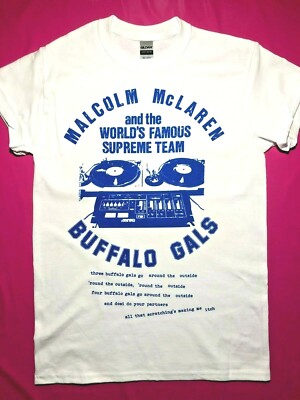 GILDAN
MALCOLM McLAREN
and the
WORLD'S FAMOUS
SUPREME TEAM
BUFFALO GALS
three buffalo gals go around the outside
'round the outside, 'round the outside
four buffalo gals go around the outside
and dosi do your partners
all that scratching's making me itch